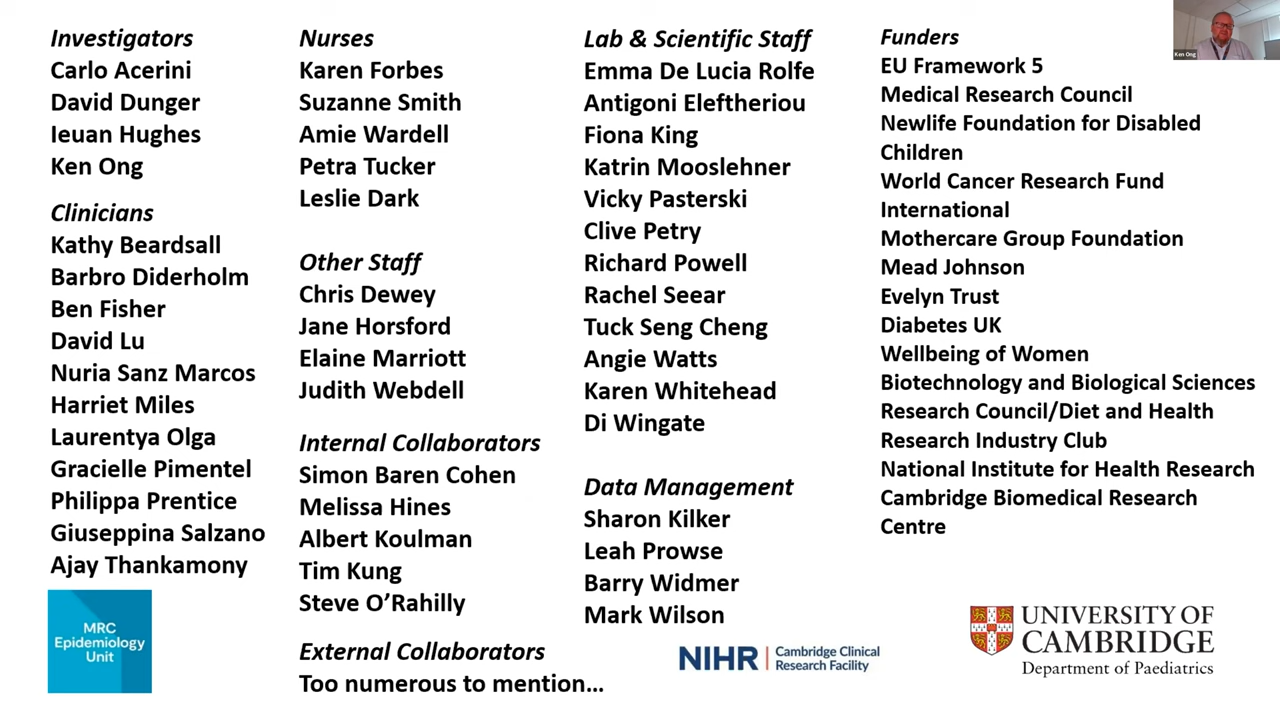 Investigators
Carlo Acerini
David Dunger
Ieuan Hughes
Ken Ong
Clinicians
Kathy Beardsall
Barbro Diderholm
Ben Fisher
David Lu
Nuria Sanz Marcos
Harriet Miles
Laurentya Olga
Gracielle Pimentel
Philippa Prentice
Giuseppina Salzano
Ajay Thankamony
MRC
Epidemiology
Unit
Nurses
Karen Forbes
Suzanne Smith
Amie Wardell
Petra Tucker
Leslie Dark
Other Staff
Chris Dewey
Jane Horsford
Elaine Marriott
Judith Webdell
Internal Collaborators
Simon Baren Cohen
Melissa Hines
Albert Koulman
Tim Kung
Steve O’Rahilly
External Collaborators
Too numerous to mention…
Lab & Scientific Staff
Emma De Lucia Rolfe
Antigoni Eleftheriou
Fiona King
Katrin Mooslehner
Vicky Pasterski
Clive Petry
Richard Powell
Rachel Seear
Tuck Seng Cheng
Angie Watts
Karen Whitehead
Di Wingate
Data Management
Sharon Kilker
Leah Prowse
Barry Widmer
Mark Wilson
NIHR | Cambridge Clinical
Research Facility
Funders
EU Framework 5
Medical Research Council
Newlife Foundation for Disabled
Children
World Cancer Research Fund
International
Mothercare Group Foundation
Mead Johnson
Evelyn Trust
Diabetes UK
Wellbeing of Women
Biotechnology and Biological Sciences
Research Council/Diet and Health
Research Industry Club
National Institute for Health Research
Cambridge Biomedical Research
Centre
UNIVERSITY OF
CAMBRIDGE
Department of Paediatrics
Ken Ong